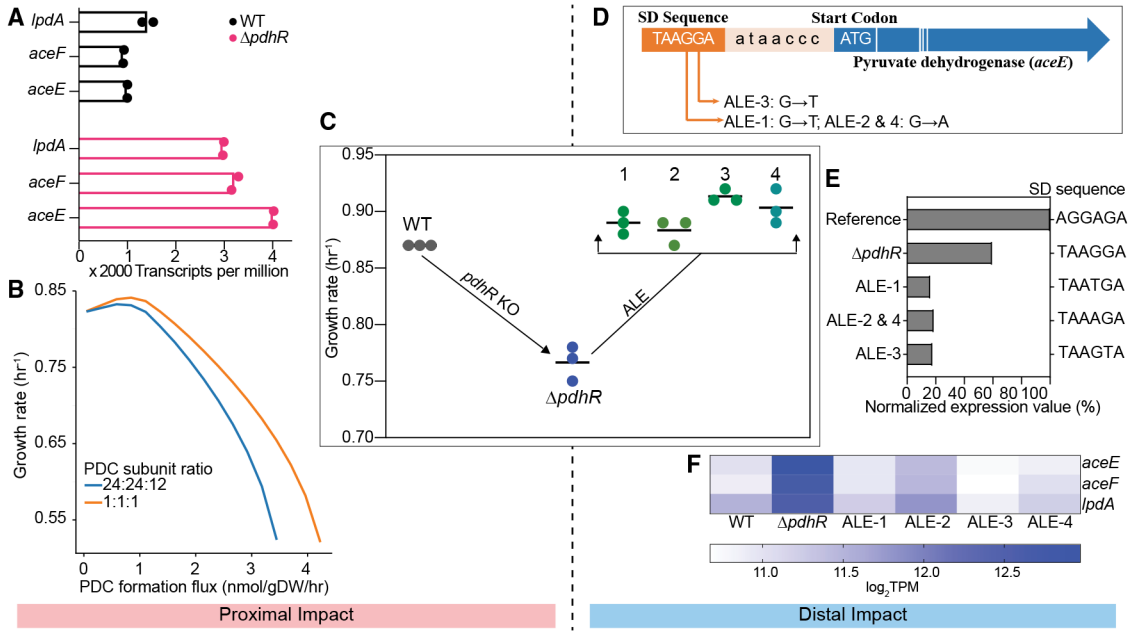 A
lpdA
aceF
aceE
WT
ΔpdhR
lpdA
aceF
aceE
0 1 2 3 4
x 2000 Transcripts per million
B
0.85
0.75
0.65
0.55
Growth rate (hr⁻¹)
PDC subunit ratio
24:24:12
1:1:1
0 1 2 3 4
PDC formation flux (nmol/gDW/hr)
Proximal Impact
C
0.95
0.90
0.85
0.80
0.75
0.70
Growth rate (hr⁻¹)
WT
pdhR KO
ΔpdhR
ALE
1 2 3 4
D
SD Sequence
Start Codon
TAAGGA
ataaccc
ATG
Pyruvate dehydrogenase (aceE)
ALE-3: G→T
ALE-1: G→T; ALE-2 & 4: G→A
E
SD sequence
Reference AGGAGA
ΔpdhR TAAGGA
ALE-1 TAATGA
ALE-2 & 4 TAAAGA
ALE-3 TAAGTA
0 20 40 60 80 100
Normalized expression value (%)
F
aceE
aceF
lpdA
WT ΔpdhR ALE-1 ALE-2 ALE-3 ALE-4
11.0 11.5 12.0 12.5
log₂TPM
Distal Impact